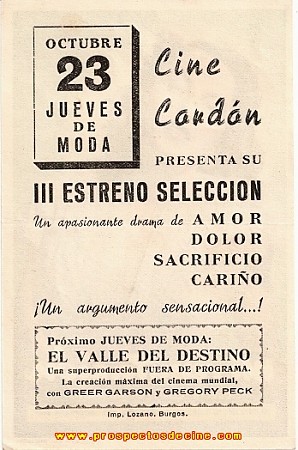 OCTUBRE
23
JUEVES
DE
MODA
Cine
Cordón
PRESENTA SU
III ESTRENO SELECCION
Un apasionante drama de AMOR
DOLOR
SACRIFICIO
CARIÑO
¡Un argumento sensacional...!
Próximo JUEVES DE MODA:
EL VALLE DEL DESTINO
Una superproducción FUERA DE PROGRAMA.
La creación máxima del cinema mundial,
con GREER GARSON y GREGORY PECK
Imp. Lozano, Burgos.
www.prospectosdecine.com